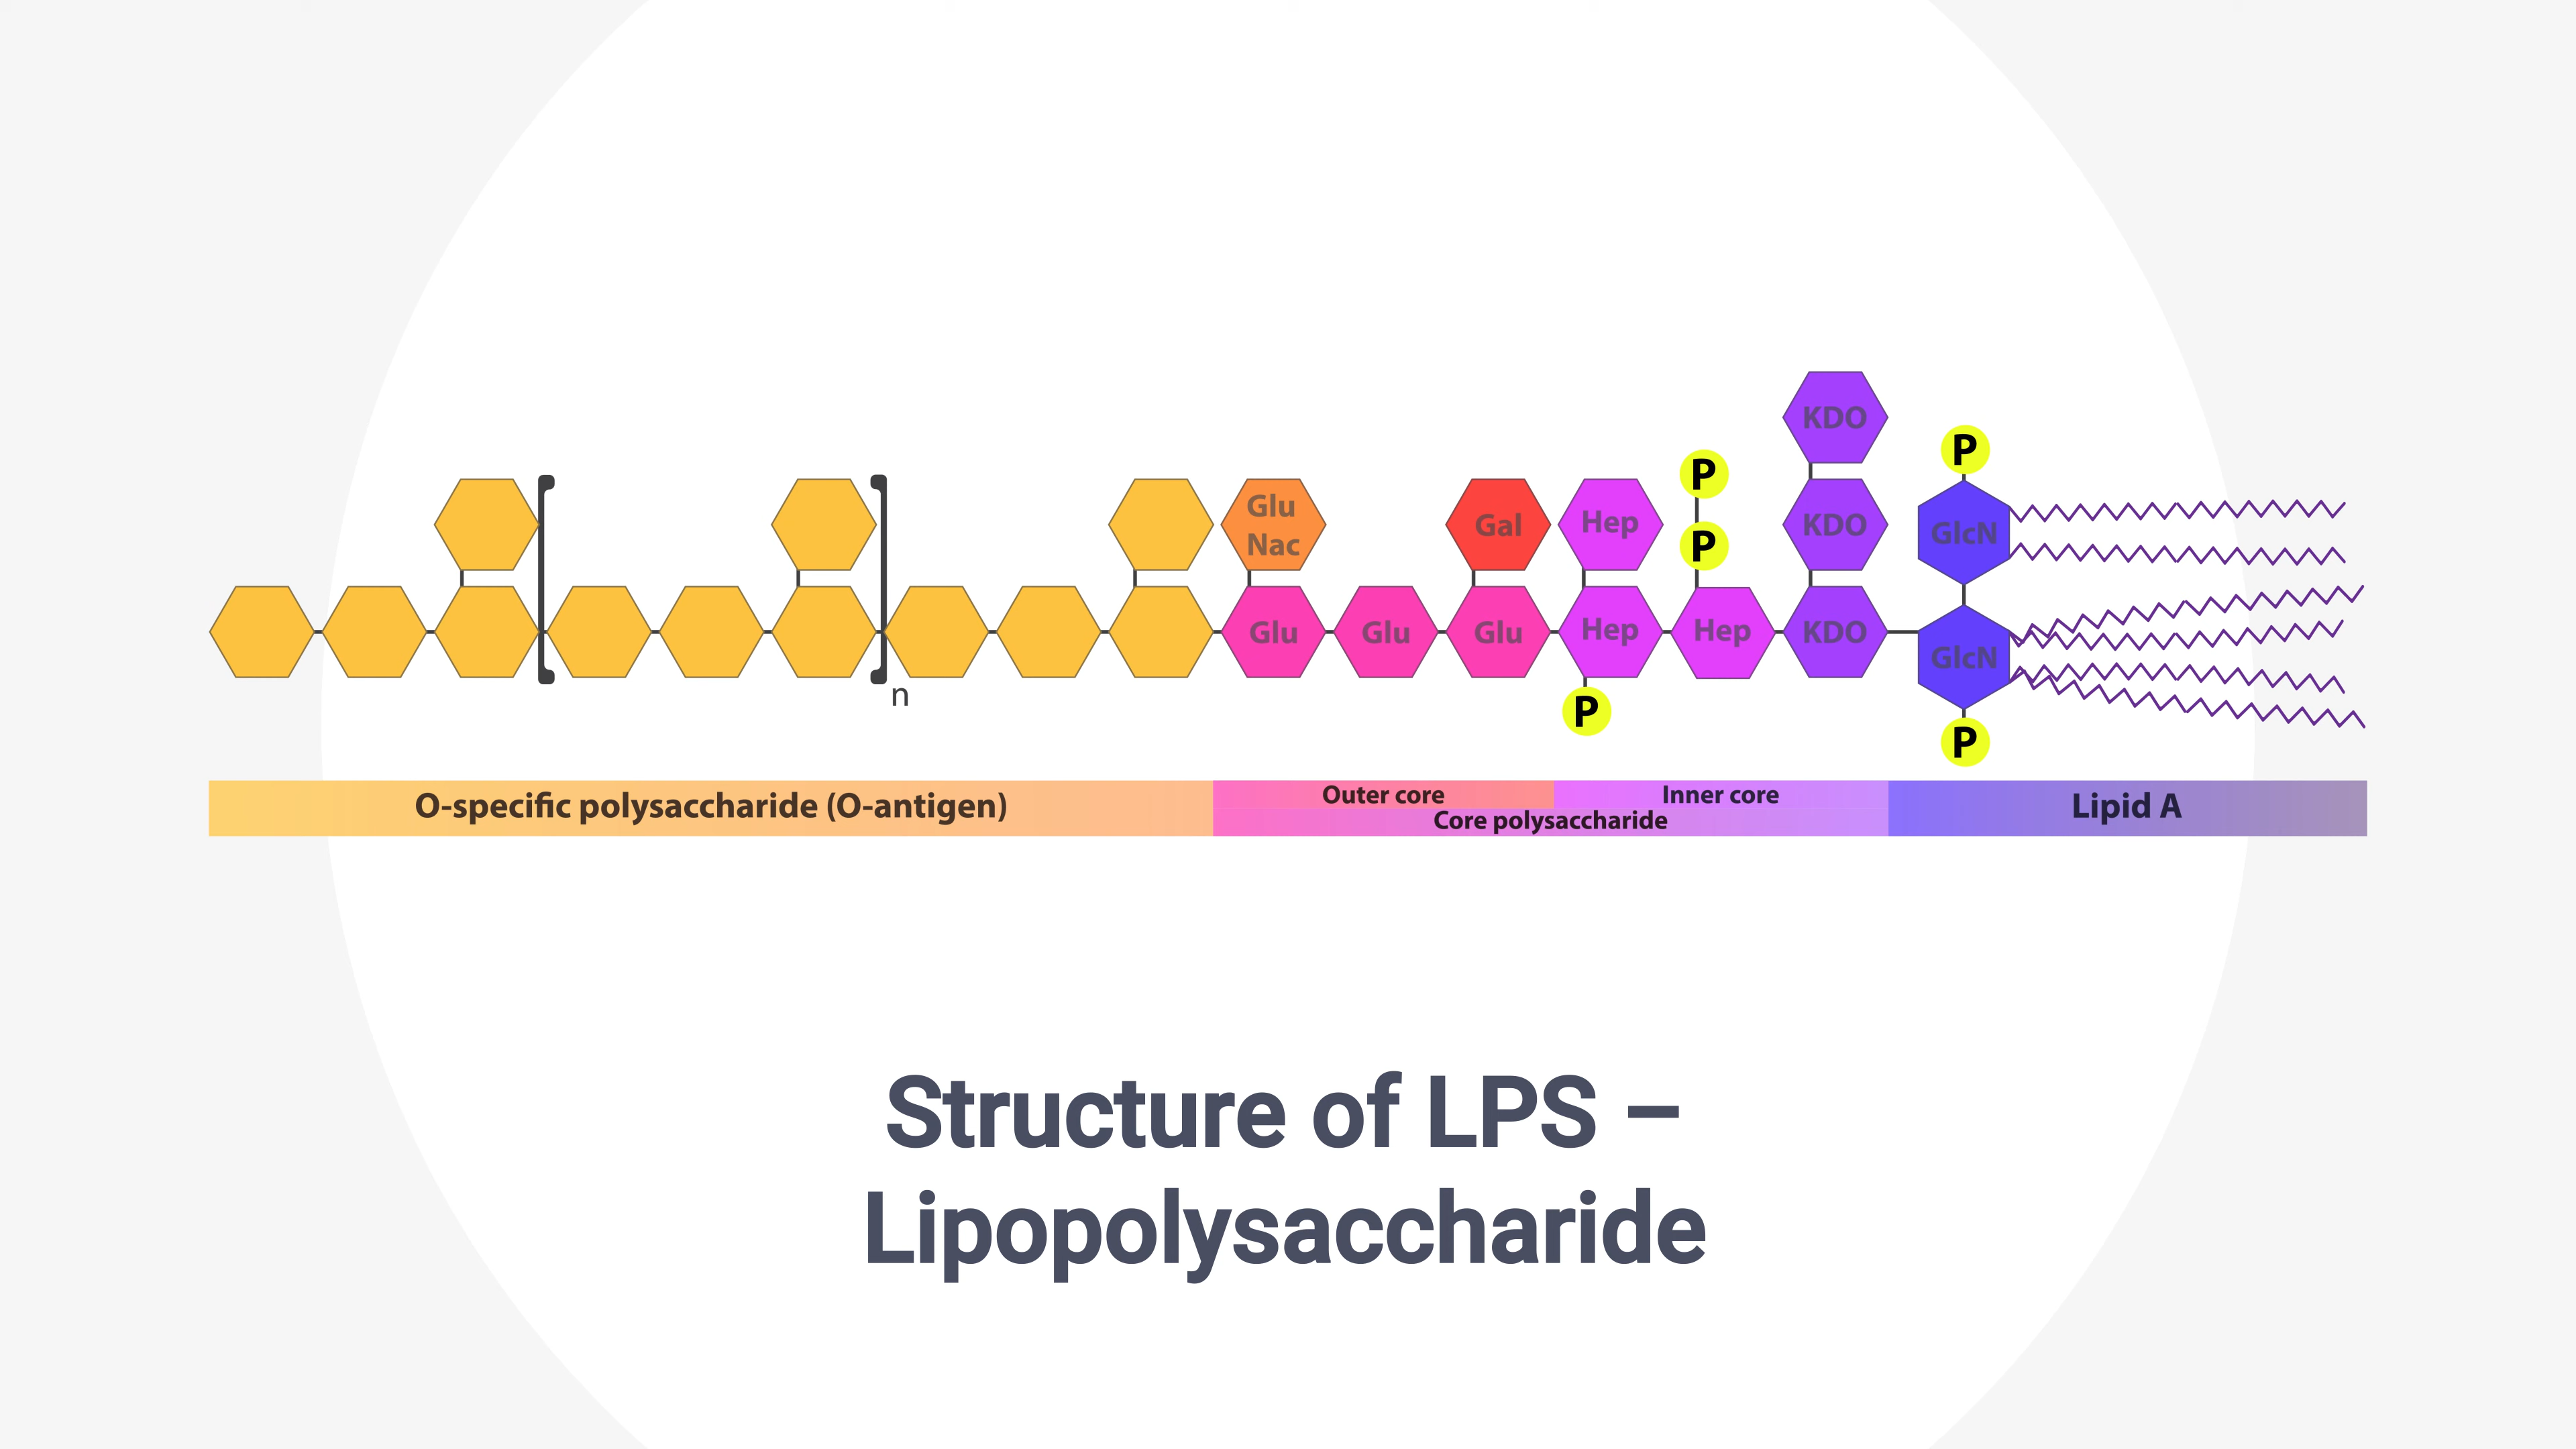 KDO
P
P
Glu
Nac
Gal
Hep
P
KDO
GlcN
Glu
Glu
Glu
Hep
Hep
KDO
GlcN
n
P
P
O-specific polysaccharide (O-antigen)
Outer core
Inner core
Core polysaccharide
Lipid A
Structure of LPS –
Lipopolysaccharide